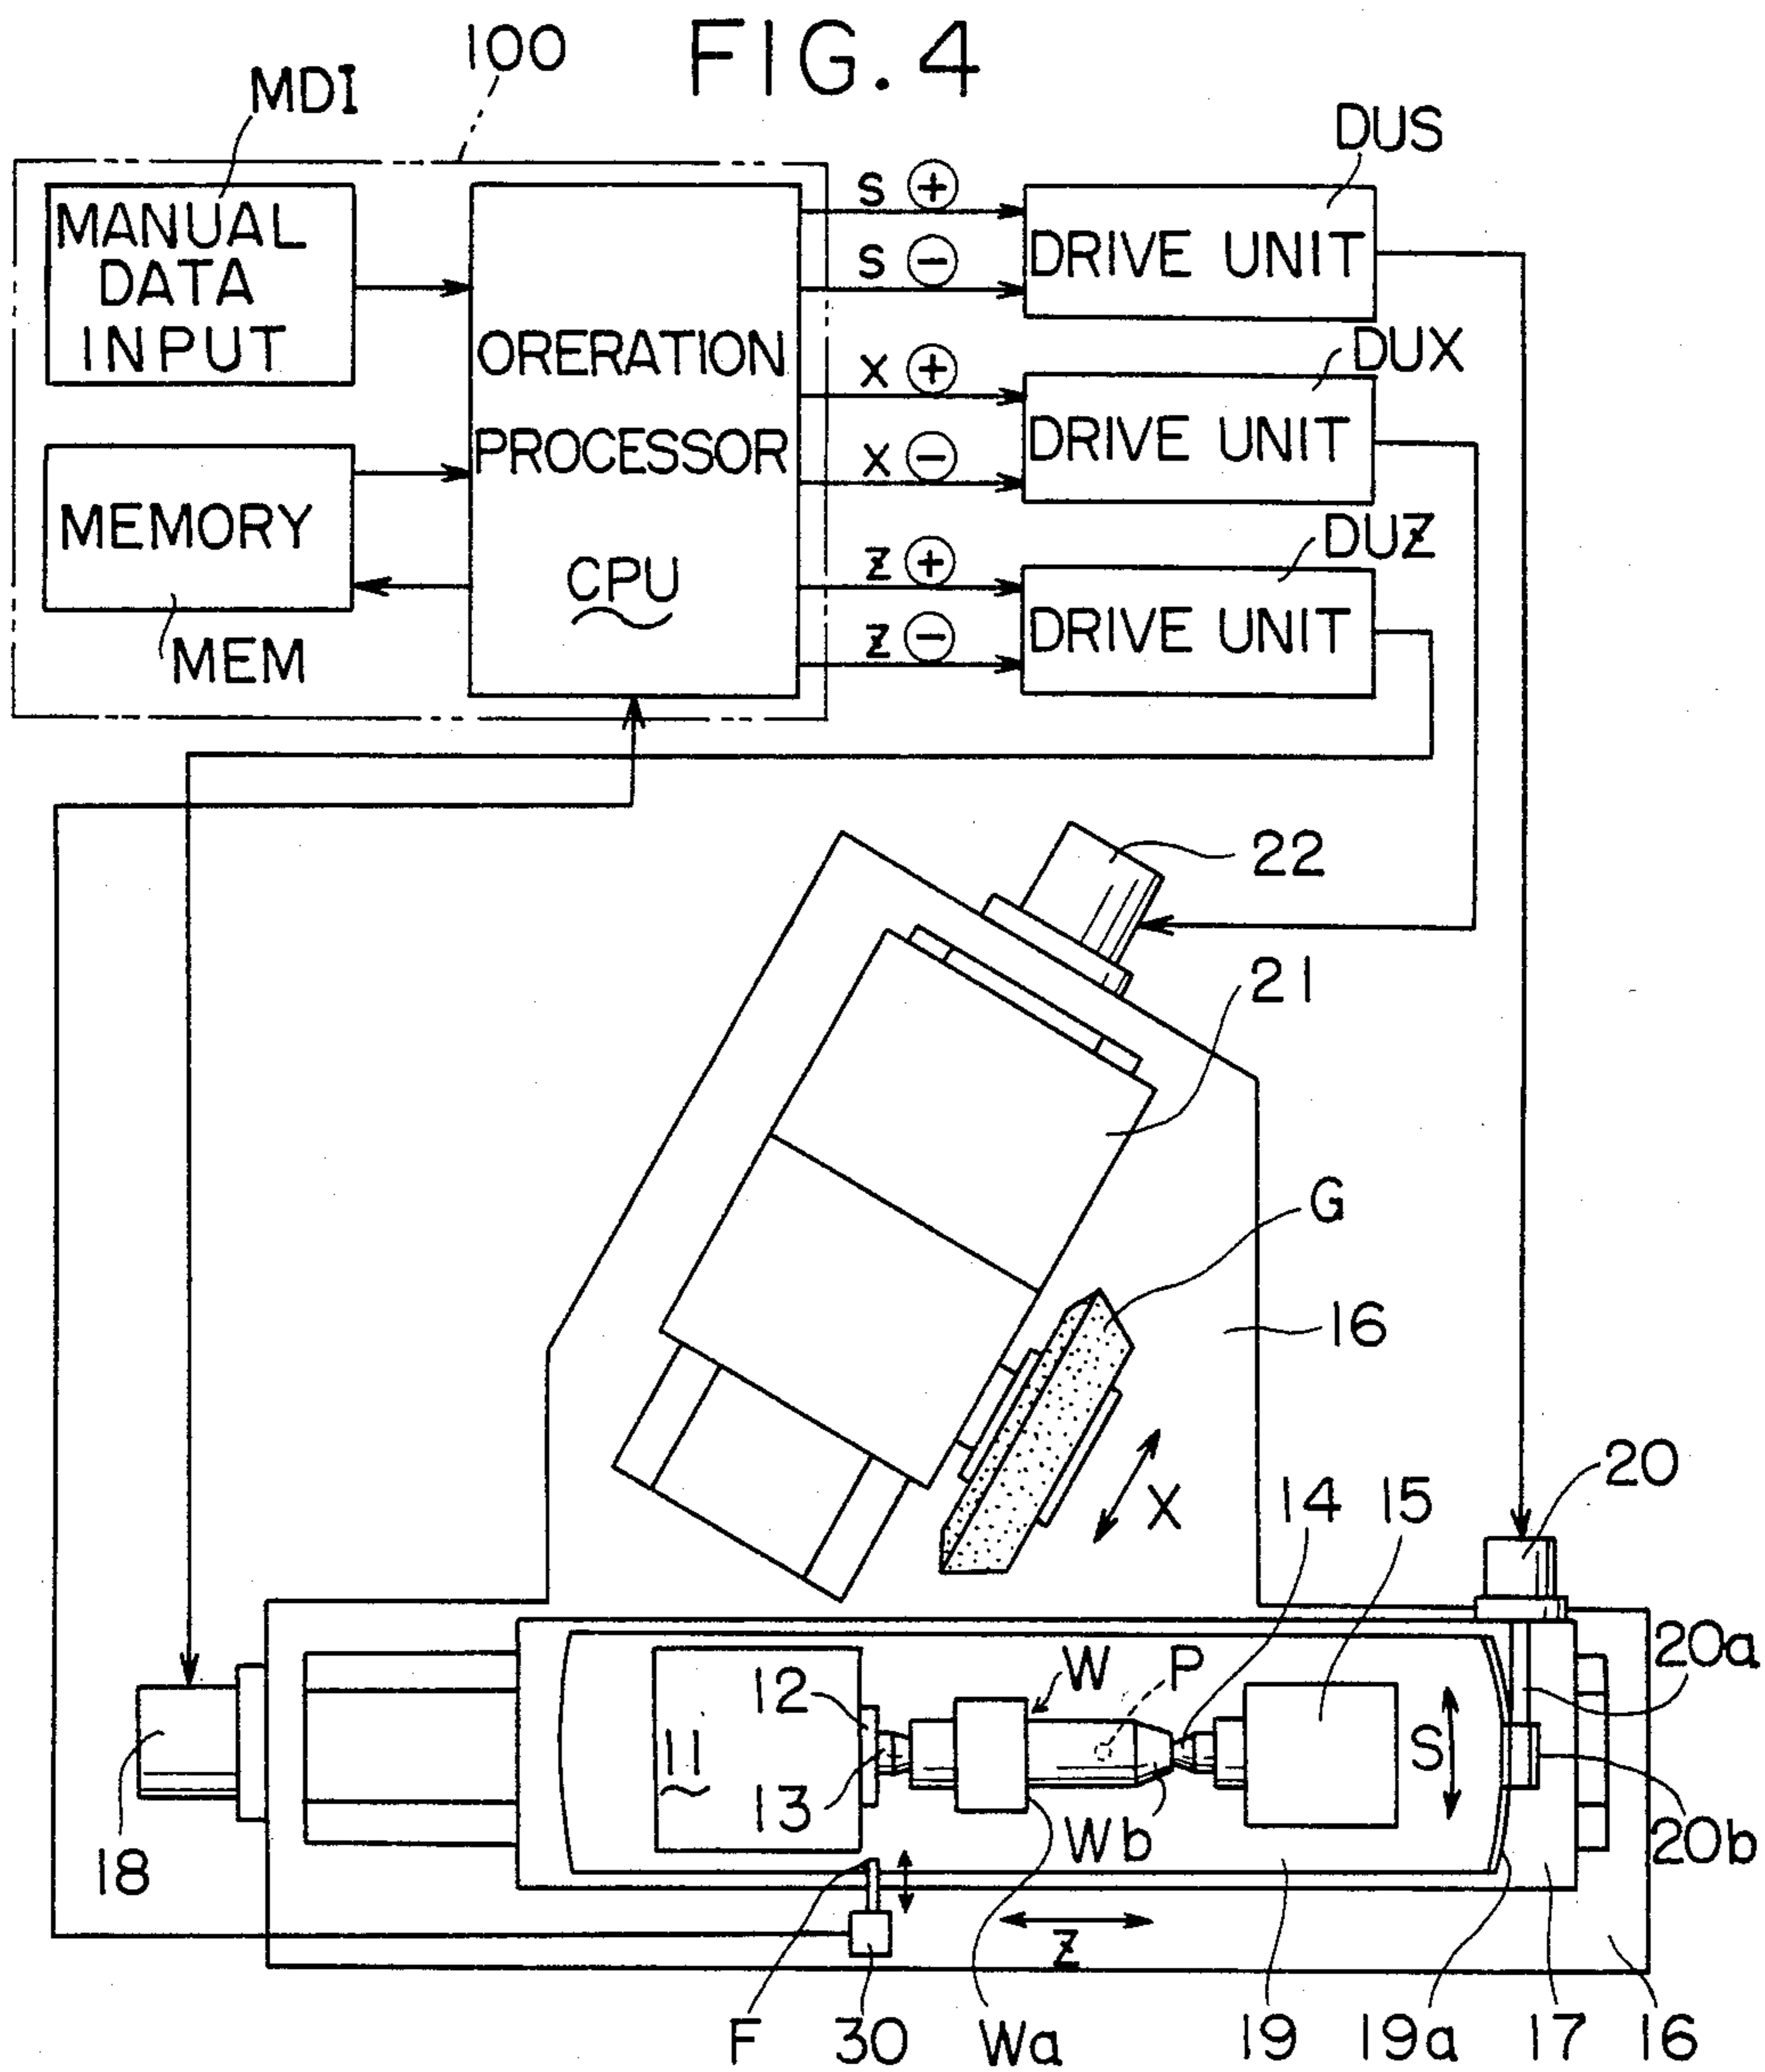 FIG. 4
100
MDI
MANUAL
DATA
INPUT
MEMORY
MEM
ORERATION
PROCESSOR
CPU
S +
S −
X +
X −
Z +
Z −
DUS
DRIVE UNIT
DUX
DRIVE UNIT
DUZ
DRIVE UNIT
22
21
G
16
X
14
15
20
20a
20b
18
11
12
13
W
P
Wb
S
Z
F
30
Wa
19
19a
17
16